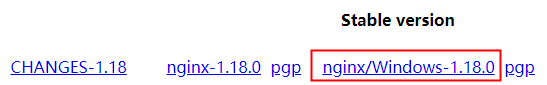 Stable version
CHANGES-1.18 nginx-1.18.0 pgp nginx/Windows-1.18.0 pgp